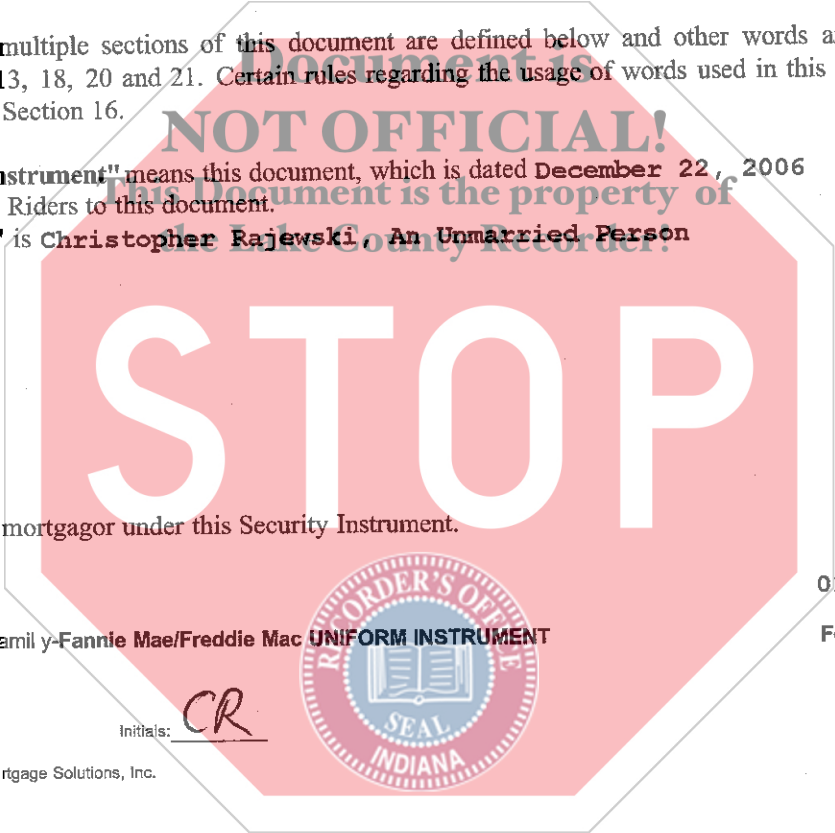 multiple sections of this document are defined below and other words a
13, 18, 20 and 21. Certain rules regarding the usage of words used in this
Section 16.
Document is
NOT OFFICIAL!
This Document is the property of
the Lake County Recorder!
nstrument" means this document, which is dated December 22, 2006
Riders to this document.
" is Christopher Rajewski, An Unmarried Person
STOP
mortgagor under this Security Instrument.
amil y-Fannie Mae/Freddie Mac UNIFORM INSTRUMENT
RECORDER'S OFFICE
SEAL
INDIANA
Initials: CR
rtgage Solutions, Inc.